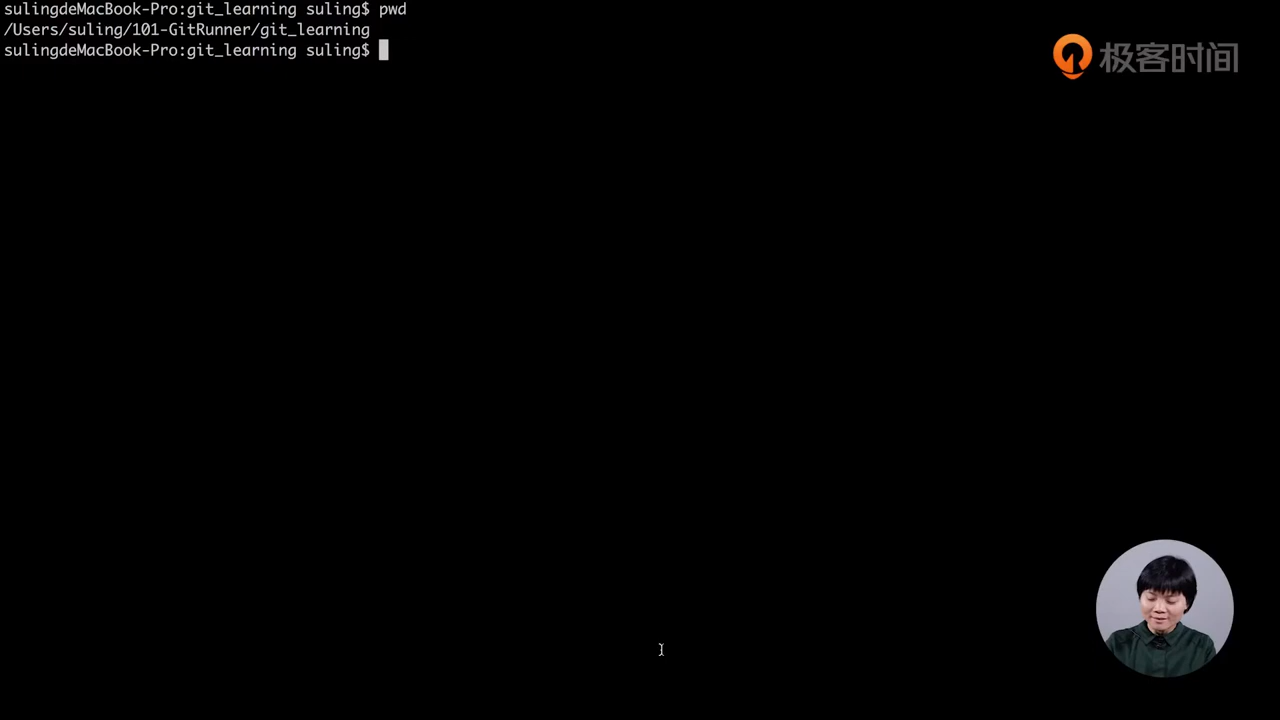 sulingdeMacBook-Pro:git_learning suling$ pwd
/Users/suling/101-GitRunner/git_learning
sulingdeMacBook-Pro:git_learning suling$
极客时间